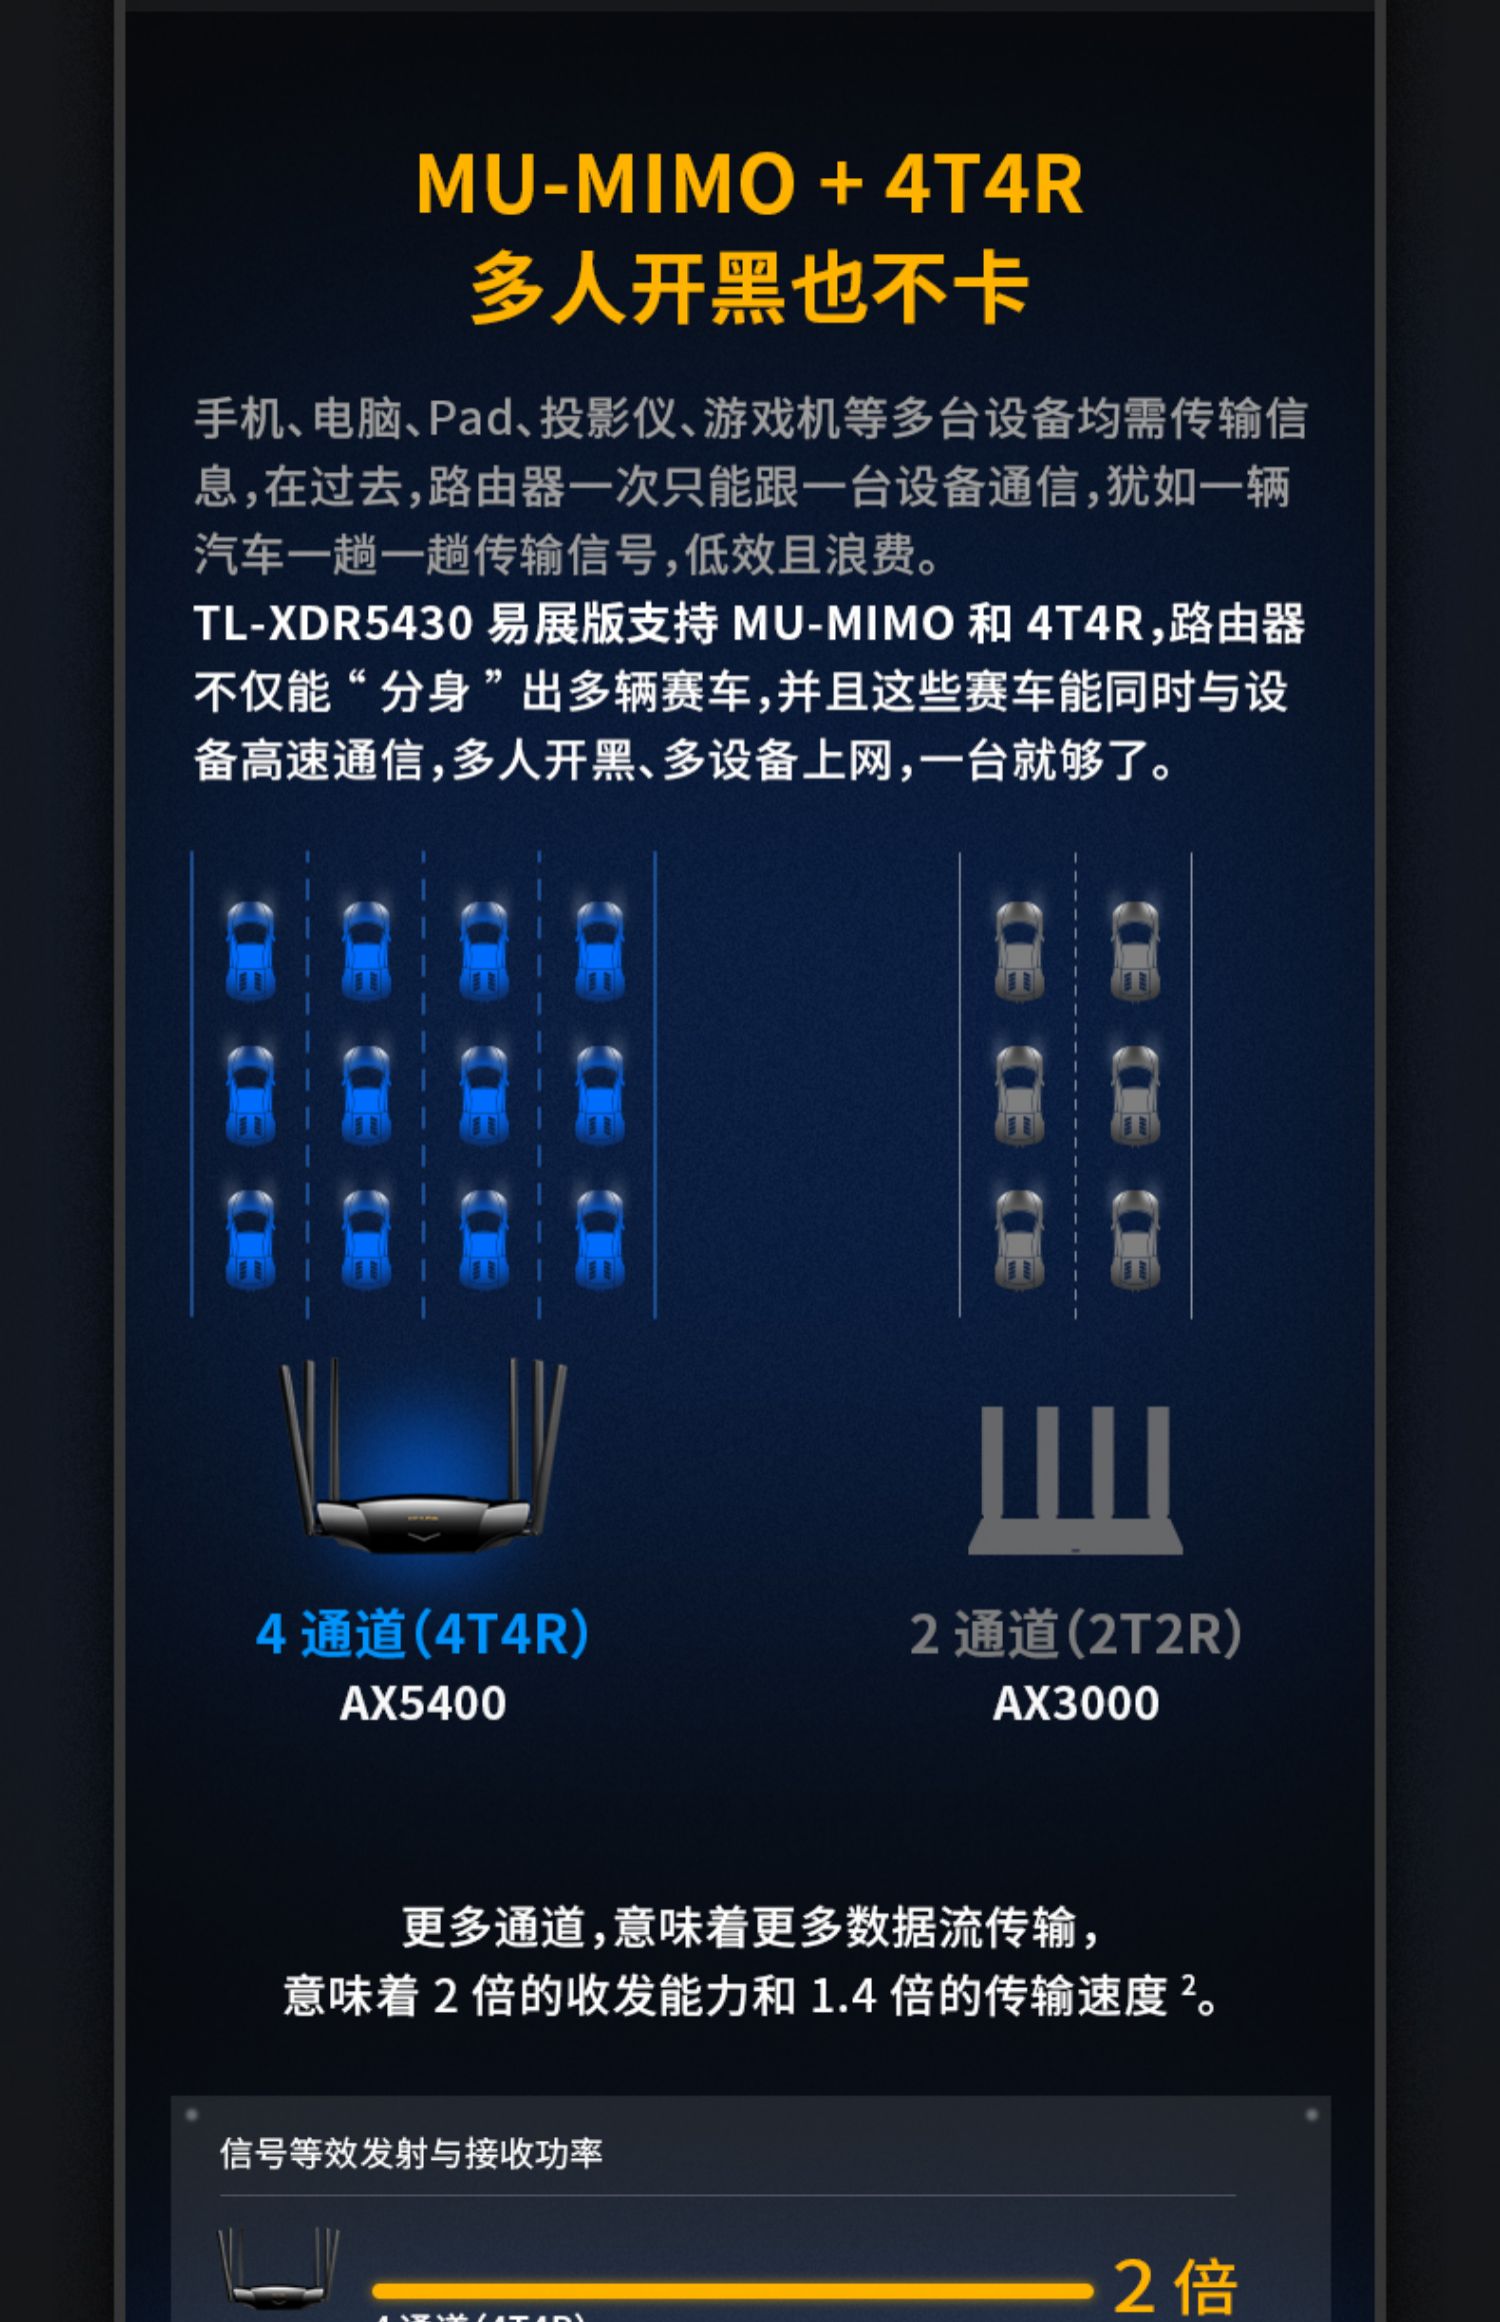 MU-MIMO + 4T4R
多人开黑也不卡
手机、电脑、Pad、投影仪、游戏机等多台设备均需传输信
息，在过去，路由器一次只能跟一台设备通信，犹如一辆
汽车一趟一趟传输信号，低效且浪费。
TL-XDR5430 易展版支持 MU-MIMO 和 4T4R，路由器
不仅能 “ 分身 ” 出多辆赛车，并且这些赛车能同时与设
备高速通信，多人开黑、多设备上网，一台就够了。
4 通道（4T4R）
AX5400
2 通道（2T2R）
AX3000
更多通道，意味着更多数据流传输，
意味着 2 倍的收发能力和 1.4 倍的传输速度 ²。
信号等效发射与接收功率
2 倍
4 通道（4T4R）